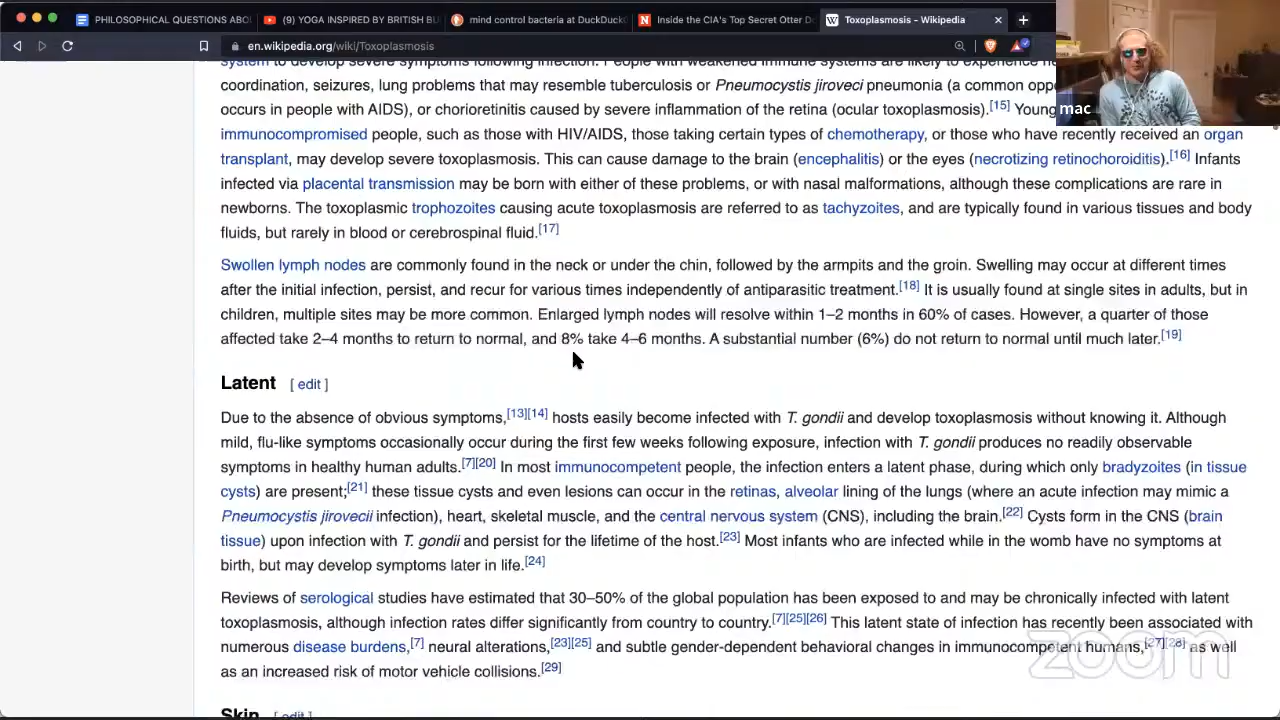 PHILOSOPHICAL QUESTIONS ABO
(9) YOGA INSPIRED BY BRITISH BU
mind control bacteria at DuckDuck
Inside the CIA's Top Secret Otter D
Toxoplasmosis - Wikipedia
en.wikipedia.org/wiki/Toxoplasmosis
mac
system to develop severe symptoms following infection. People with weakened immune systems are likely to experience
coordination, seizures, lung problems that may resemble tuberculosis or Pneumocystis jiroveci pneumonia (a common opp
occurs in people with AIDS), or chorioretinitis caused by severe inflammation of the retina (ocular toxoplasmosis).[15] Young
immunocompromised people, such as those with HIV/AIDS, those taking certain types of chemotherapy, or those who have recently received an organ
transplant, may develop severe toxoplasmosis. This can cause damage to the brain (encephalitis) or the eyes (necrotizing retinochoroiditis).[16] Infants
infected via placental transmission may be born with either of these problems, or with nasal malformations, although these complications are rare in
newborns. The toxoplasmic trophozoites causing acute toxoplasmosis are referred to as tachyzoites, and are typically found in various tissues and body
fluids, but rarely in blood or cerebrospinal fluid.[17]
Swollen lymph nodes are commonly found in the neck or under the chin, followed by the armpits and the groin. Swelling may occur at different times
after the initial infection, persist, and recur for various times independently of antiparasitic treatment.[18] It is usually found at single sites in adults, but in
children, multiple sites may be more common. Enlarged lymph nodes will resolve within 1–2 months in 60% of cases. However, a quarter of those
affected take 2–4 months to return to normal, and 8% take 4–6 months. A substantial number (6%) do not return to normal until much later.[19]
Latent [ edit ]
Due to the absence of obvious symptoms,[13][14] hosts easily become infected with T. gondii and develop toxoplasmosis without knowing it. Although
mild, flu-like symptoms occasionally occur during the first few weeks following exposure, infection with T. gondii produces no readily observable
symptoms in healthy human adults.[7][20] In most immunocompetent people, the infection enters a latent phase, during which only bradyzoites (in tissue
cysts) are present;[21] these tissue cysts and even lesions can occur in the retinas, alveolar lining of the lungs (where an acute infection may mimic a
Pneumocystis jirovecii infection), heart, skeletal muscle, and the central nervous system (CNS), including the brain.[22] Cysts form in the CNS (brain
tissue) upon infection with T. gondii and persist for the lifetime of the host.[23] Most infants who are infected while in the womb have no symptoms at
birth, but may develop symptoms later in life.[24]
Reviews of serological studies have estimated that 30–50% of the global population has been exposed to and may be chronically infected with latent
toxoplasmosis, although infection rates differ significantly from country to country.[7][25][26] This latent state of infection has recently been associated with
numerous disease burdens,[7] neural alterations,[23][25] and subtle gender-dependent behavioral changes in immunocompetent humans,[27][28] as well
as an increased risk of motor vehicle collisions.[29]
zoom
Skin [ edit ]